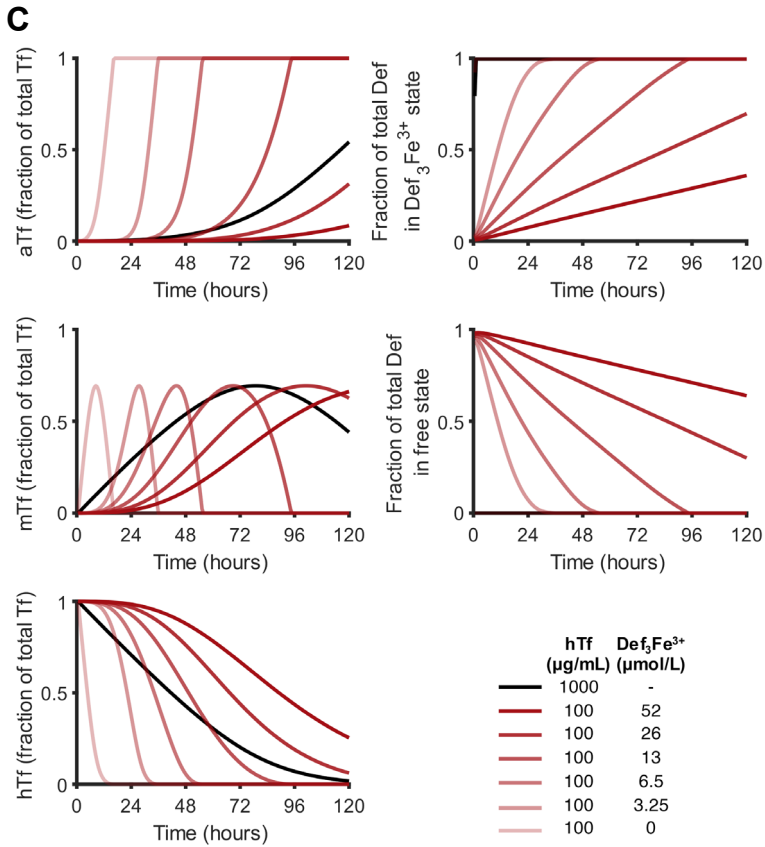 C
aTf (fraction of total Tf)
1
0.5
0
0 24 48 72 96 120
Time (hours)
Fraction of total Def
in Def3Fe3+ state
1
0.5
0
0 24 48 72 96 120
Time (hours)
mTf (fraction of total Tf)
1
0.5
0
0 24 48 72 96 120
Time (hours)
Fraction of total Def
in free state
1
0.5
0
0 24 48 72 96 120
Time (hours)
hTf (fraction of total Tf)
1
0.5
0
0 24 48 72 96 120
Time (hours)
hTf Def₃Fe³⁺
(µg/mL) (µmol/L)
1000 -
100 52
100 26
100 13
100 6.5
100 3.25
100 0